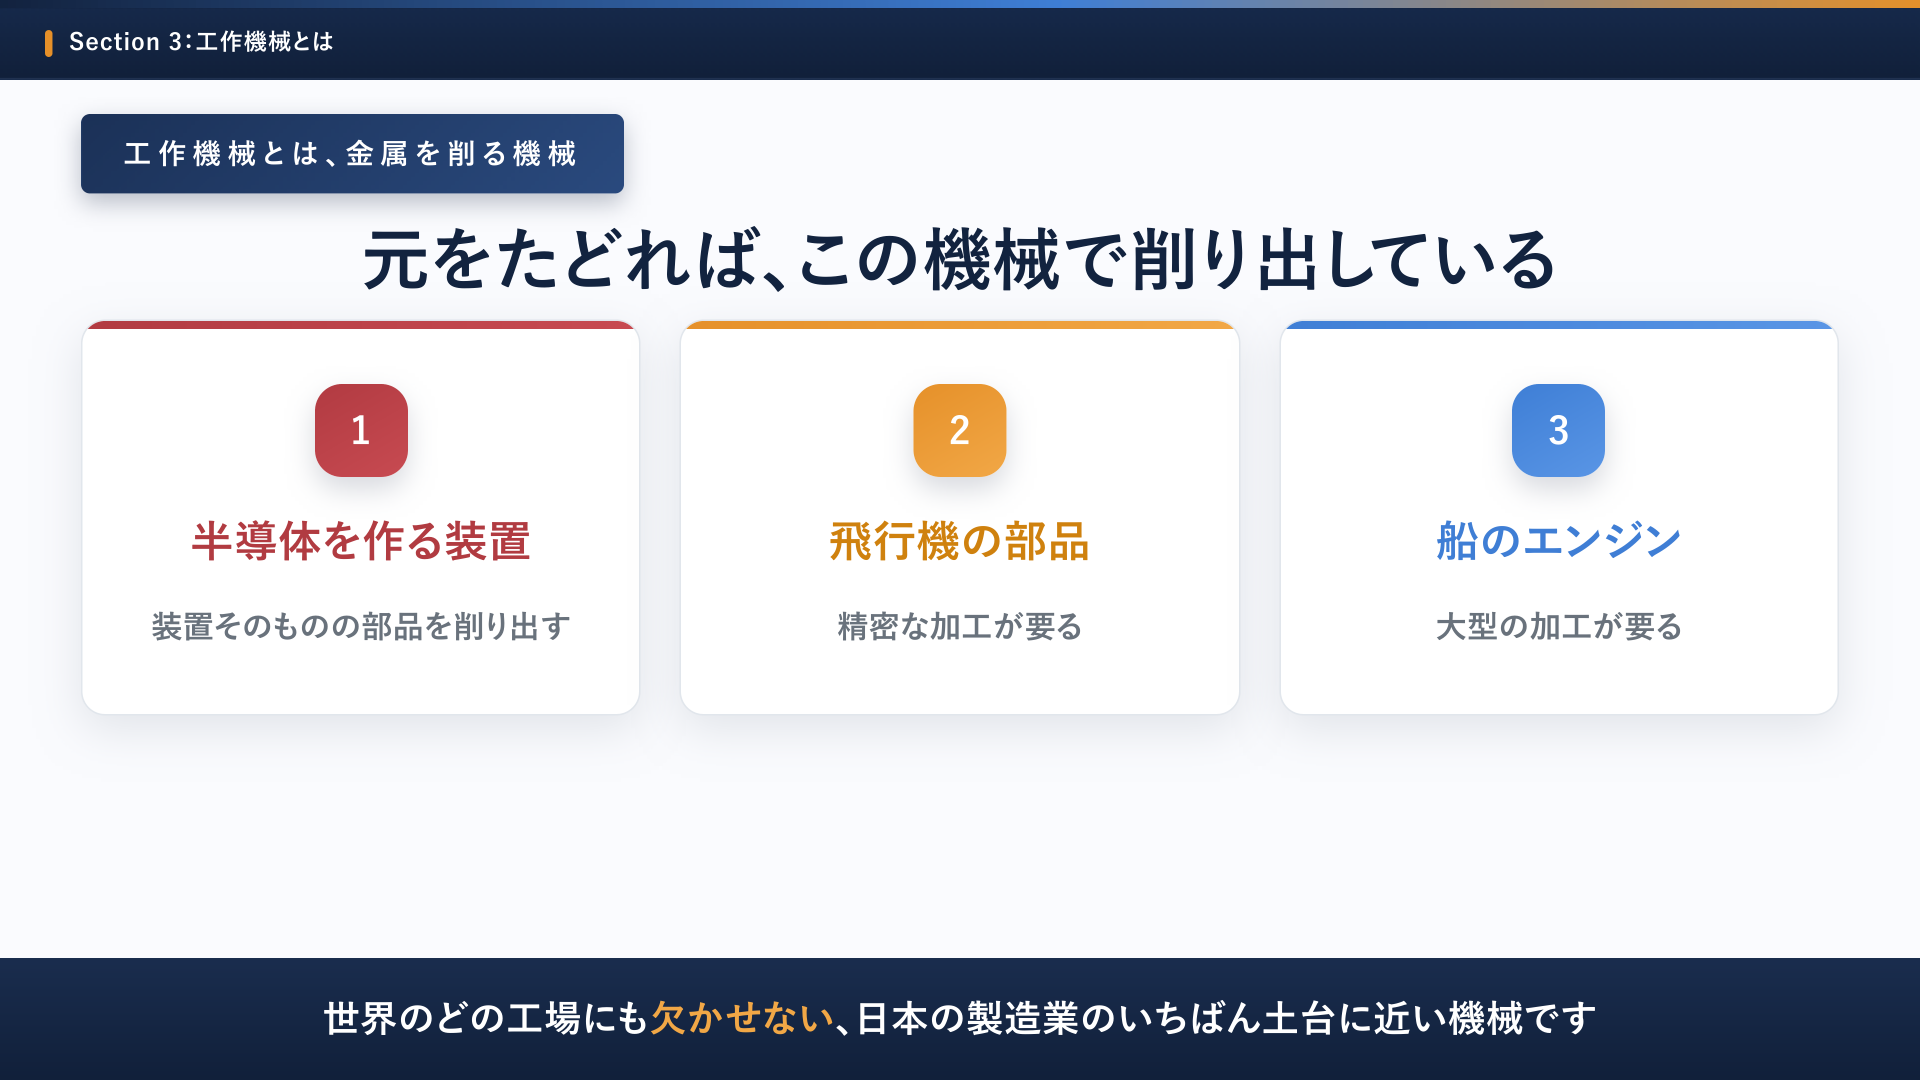 Section 3：工作機械とは
工作機械とは、金属を削る機械
元をたどれば、この機械で削り出している
1
半導体を作る装置
装置そのものの部品を削り出す
2
飛行機の部品
精密な加工が要る
3
船のエンジン
大型の加工が要る
世界のどの工場にも欠かせない、日本の製造業のいちばん土台に近い機械です